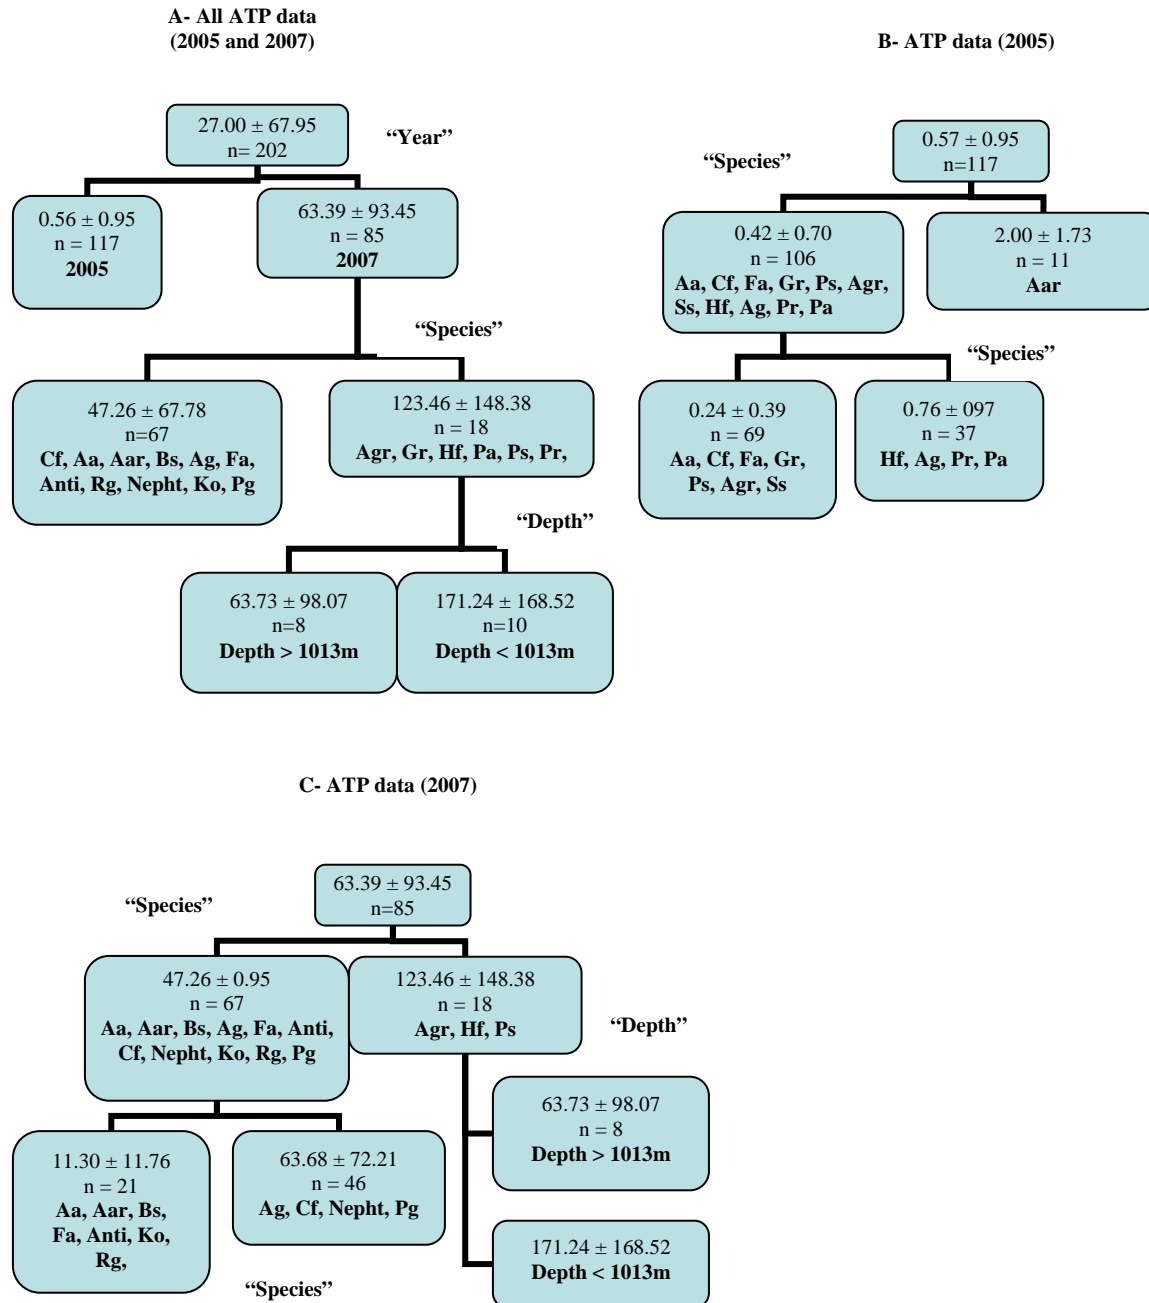 A- All ATP data
(2005 and 2007)
B- ATP data (2005)
27.00 ± 67.95
n= 202
“Year”
0.56 ± 0.95
n = 117
2005
63.39 ± 93.45
n = 85
2007
“Species”
47.26 ± 67.78
n=67
Cf, Aa, Aar, Bs, Ag, Fa,
Anti, Rg, Nepht, Ko, Pg
123.46 ± 148.38
n = 18
Agr, Gr, Hf, Pa, Ps, Pr,
“Depth”
63.73 ± 98.07
n=8
Depth > 1013m
171.24 ± 168.52
n=10
Depth < 1013m
0.57 ± 0.95
n=117
“Species”
0.42 ± 0.70
n = 106
Aa, Cf, Fa, Gr, Ps, Agr,
Ss, Hf, Ag, Pr, Pa
2.00 ± 1.73
n = 11
Aar
“Species”
0.24 ± 0.39
n = 69
Aa, Cf, Fa, Gr,
Ps, Agr, Ss
0.76 ± 097
n = 37
Hf, Ag, Pr, Pa
C- ATP data (2007)
63.39 ± 93.45
n=85
“Species”
47.26 ± 0.95
n = 67
Aa, Aar, Bs, Ag, Fa, Anti,
Cf, Nepht, Ko, Rg, Pg
123.46 ± 148.38
n = 18
Agr, Hf, Ps
“Depth”
63.73 ± 98.07
n = 8
Depth > 1013m
11.30 ± 11.76
n = 21
Aa, Aar, Bs,
Fa, Anti, Ko,
Rg,
63.68 ± 72.21
n = 46
Ag, Cf, Nepht, Pg
171.24 ± 168.52
Depth < 1013m
“Species”